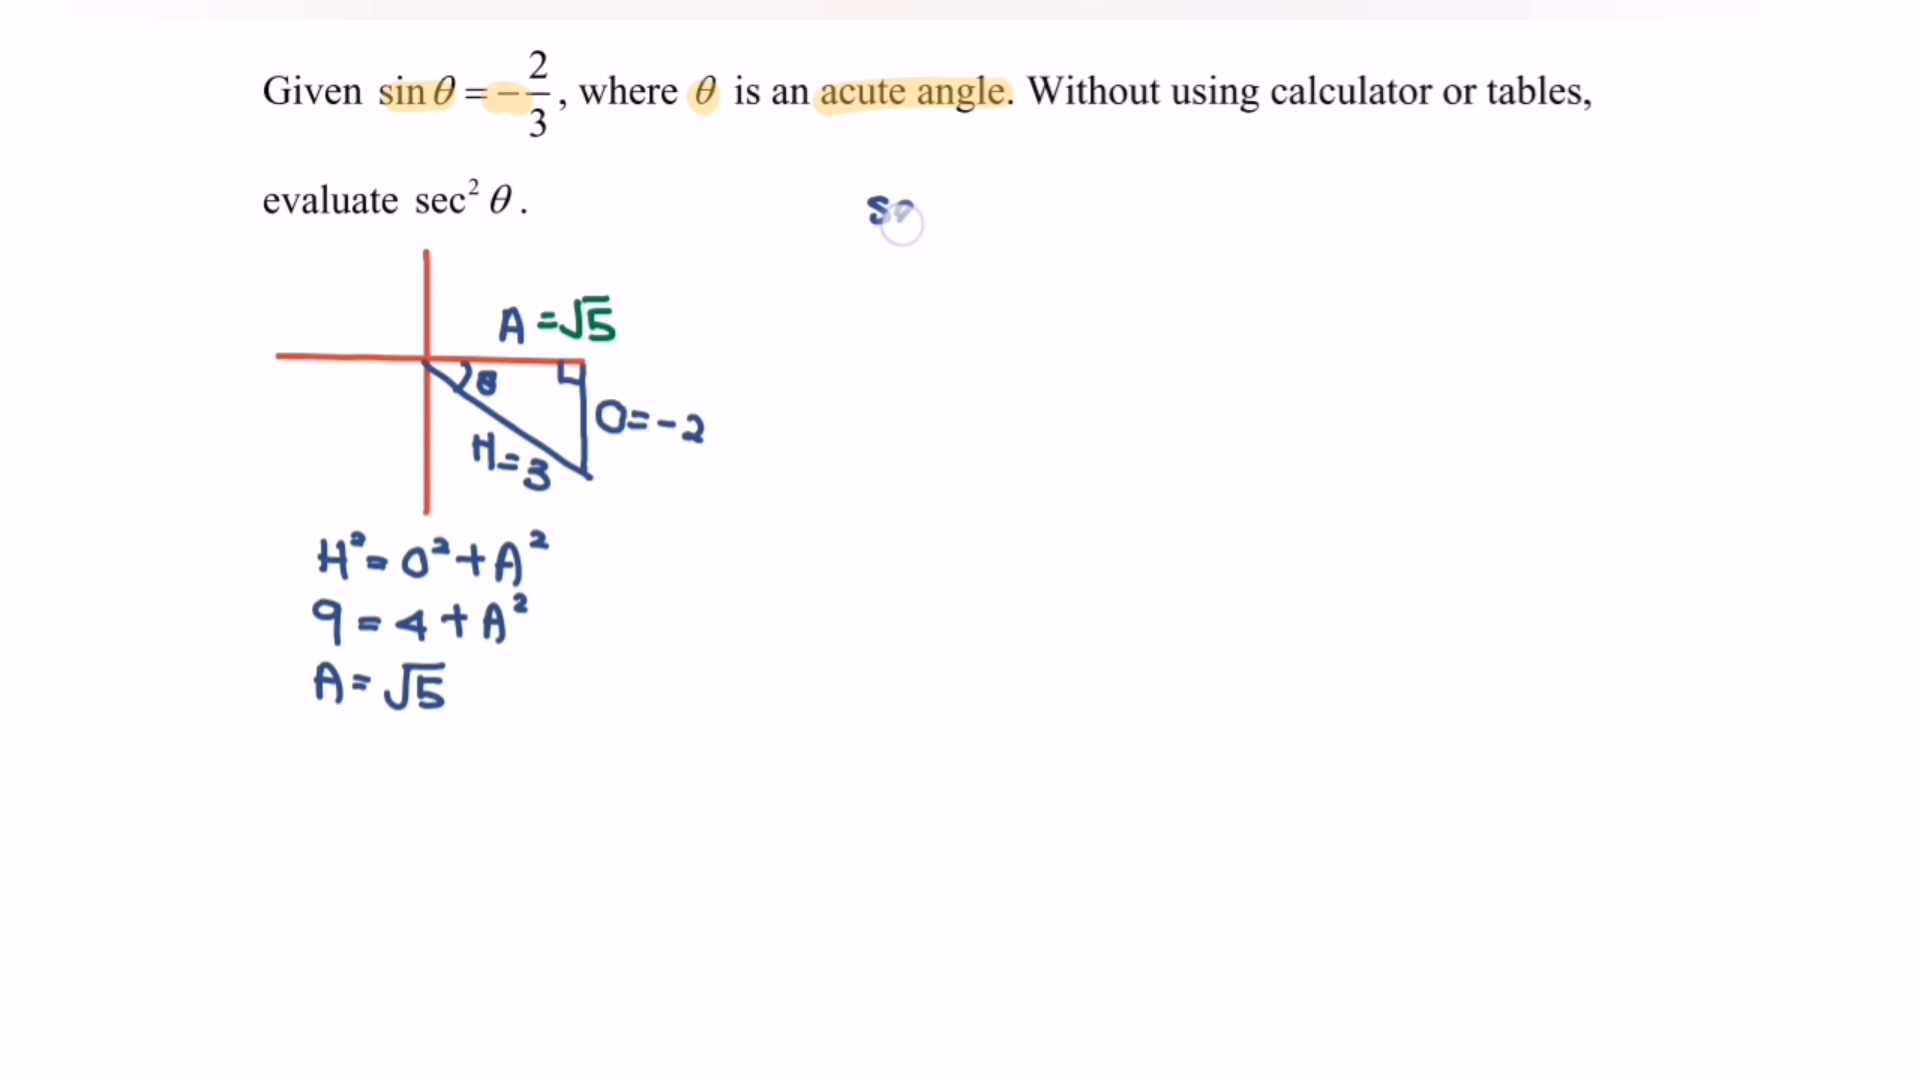 Given sin θ = -2/3, where θ is an acute angle. Without using calculator or tables,
evaluate sec² θ.
A = √5
θ
O = -2
H = 3
H² = O² + A²
9 = 4 + A²
A = √5